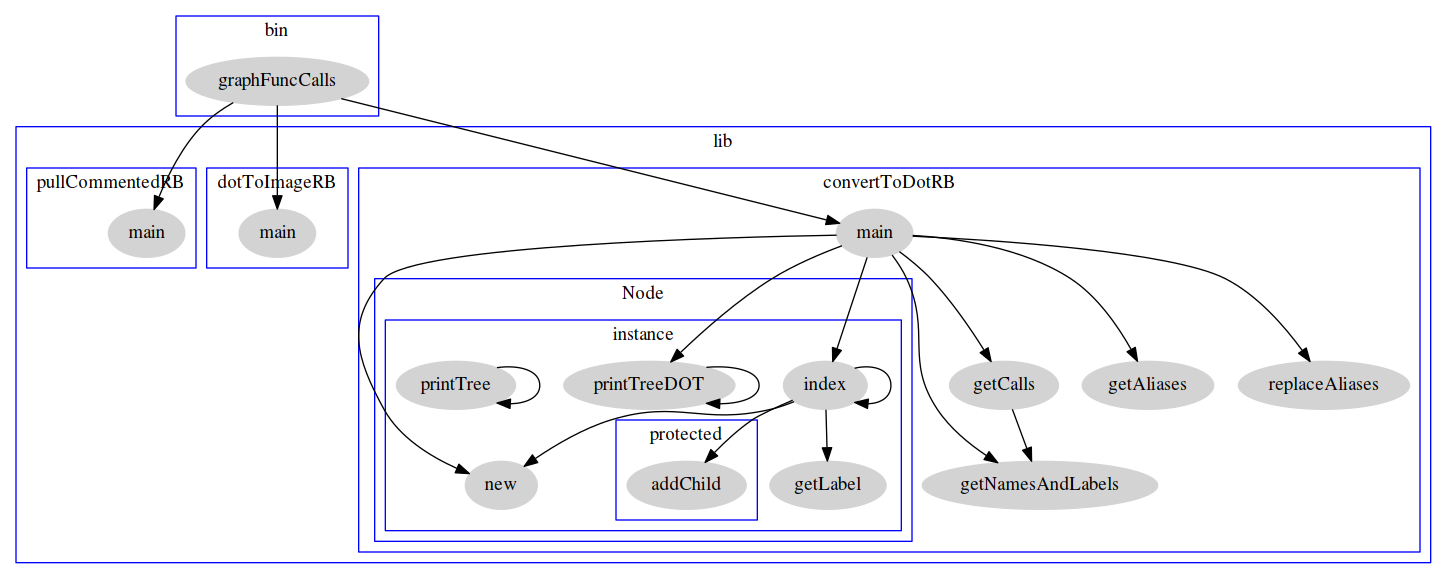 bin
graphFuncCalls
lib
pullCommentedRB
dotToImageRB
convertToDotRB
main
main
main
Node
instance
printTree
printTreeDOT
index
getCalls
getAliases
replaceAliases
protected
new
addChild
getLabel
getNamesAndLabels